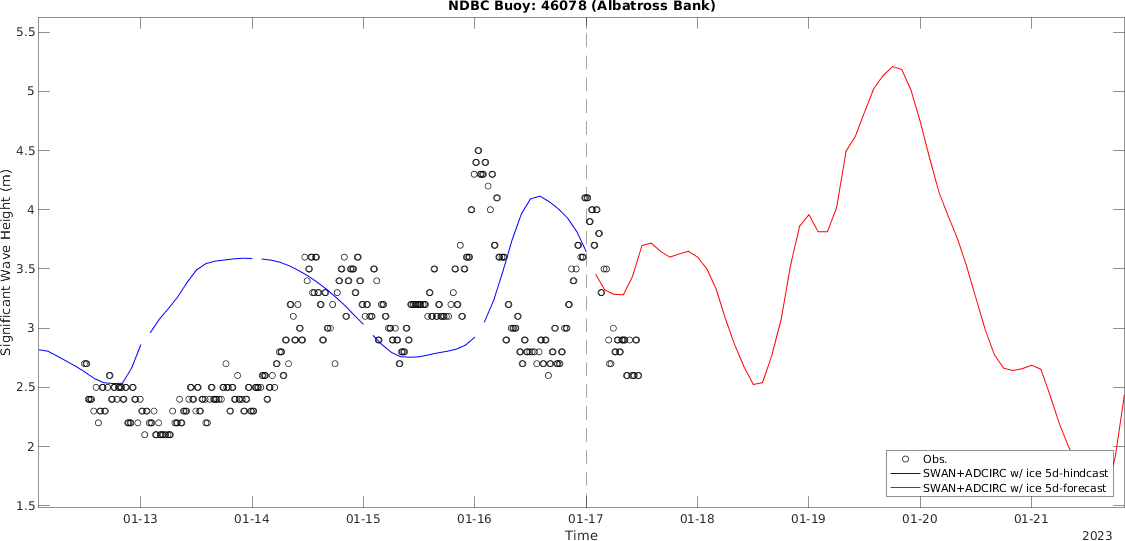 NDBC Buoy: 46078 (Albatross Bank)
5.5
5
4.5
4
3.5
3
2.5
2
1.5
Significant Wave Height (m)
Obs.
SWAN+ADCIRC w/ ice 5d-hindcast
SWAN+ADCIRC w/ ice 5d-forecast
01-13 01-14 01-15 01-16 01-17 01-18 01-19 01-20 01-21
Time
2023